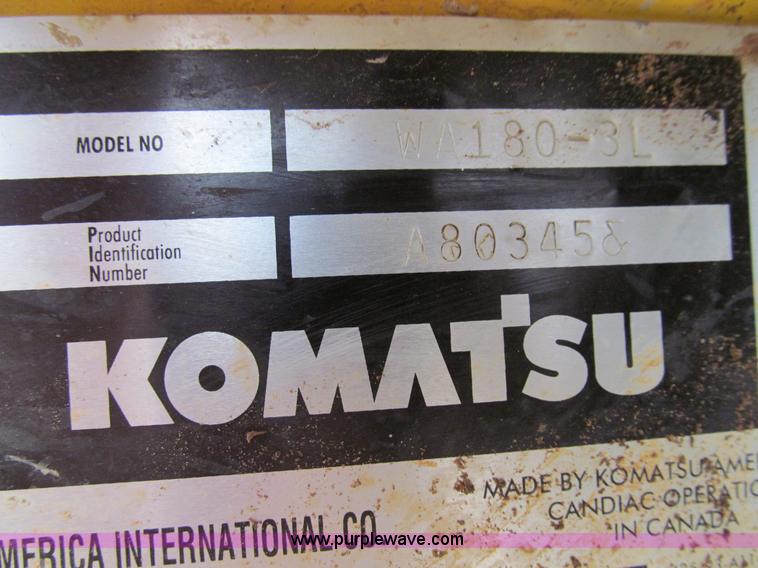 MODEL NO WA180-3L
Product
Identification A80345&
Number
KOMATSU
MADE BY KOMATSU AME
CANDIAC OPERATIO
IN CANADA
MERICA INTERNATIONAL CO
www.purplewave.com